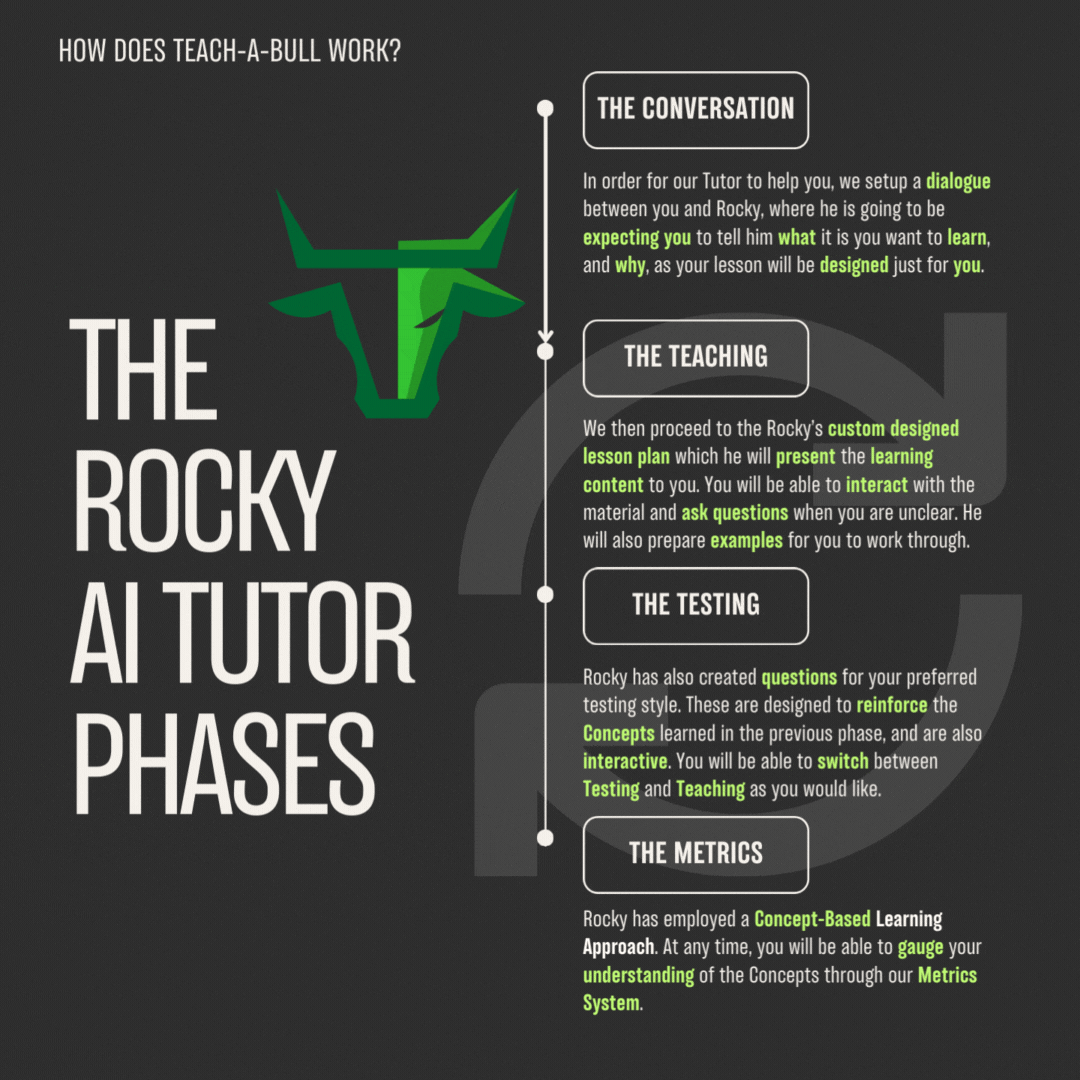 HOW DOES TEACH-A-BULL WORK?
THE
ROCKY
AI TUTOR
PHASES
THE CONVERSATION
In order for our Tutor to help you, we setup a dialogue
between you and Rocky, where he is going to be
expecting you to tell him what it is you want to learn,
and why, as your lesson will be designed just for you.
THE TEACHING
We then proceed to the Rocky's custom designed
lesson plan which he will present the learning
content to you. You will be able to interact with the
material and ask questions when you are unclear. He
will also prepare examples for you to work through.
THE TESTING
Rocky has also created questions for your preferred
testing style. These are designed to reinforce the
Concepts learned in the previous phase, and are also
interactive. You will be able to switch between
Testing and Teaching as you would like.
THE METRICS
Rocky has employed a Concept-Based Learning
Approach. At any time, you will be able to gauge your
understanding of the Concepts through our Metrics
System.